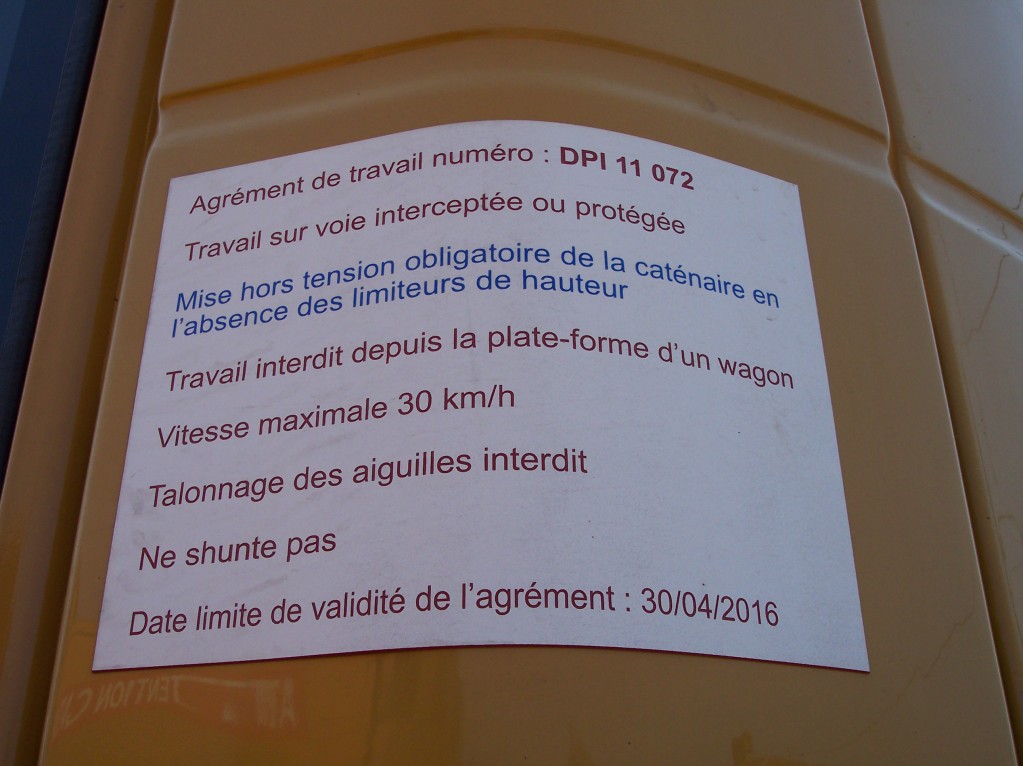 Agrément de travail numéro : DPI 11 072
Travail sur voie interceptée ou protégée
Mise hors tension obligatoire de la caténaire en
l'absence des limiteurs de hauteur
Travail interdit depuis la plate-forme d'un wagon
Vitesse maximale 30 km/h
Talonnage des aiguilles interdit
Ne shunte pas
Date limite de validité de l'agrément : 30/04/2016